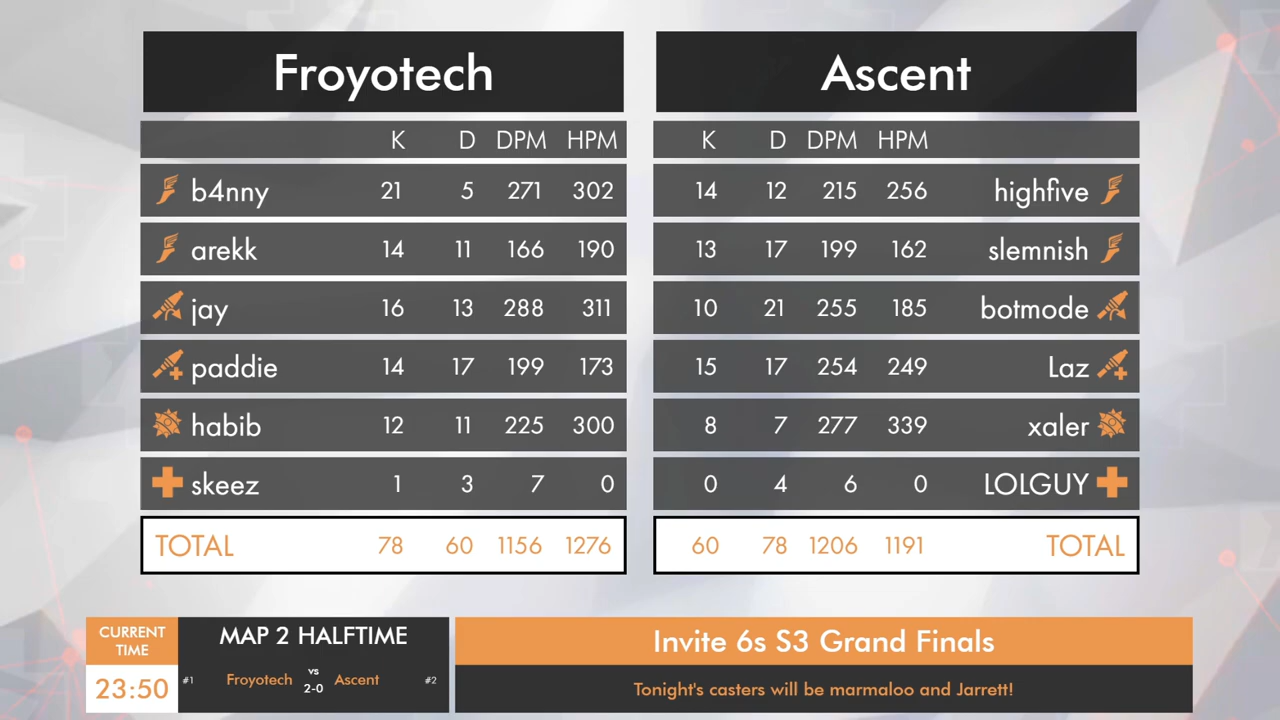 Froyotech
K D DPM HPM
b4nny 21 5 271 302
arekk 14 11 166 190
jay 16 13 288 311
paddie 14 17 199 173
habib 12 11 225 300
skeez 1 3 7 0
TOTAL 78 60 1156 1276
Ascent
K D DPM HPM
14 12 215 256 highfive
13 17 199 162 slemnish
10 21 255 185 botmode
15 17 254 249 Laz
8 7 277 339 xaler
0 4 6 0 LOLGUY
60 78 1206 1191 TOTAL
CURRENT
TIME
23:50
MAP 2 HALFTIME
#1 Froyotech vs Ascent #2
2-0
Invite 6s S3 Grand Finals
Tonight's casters will be marmaloo and Jarrett!